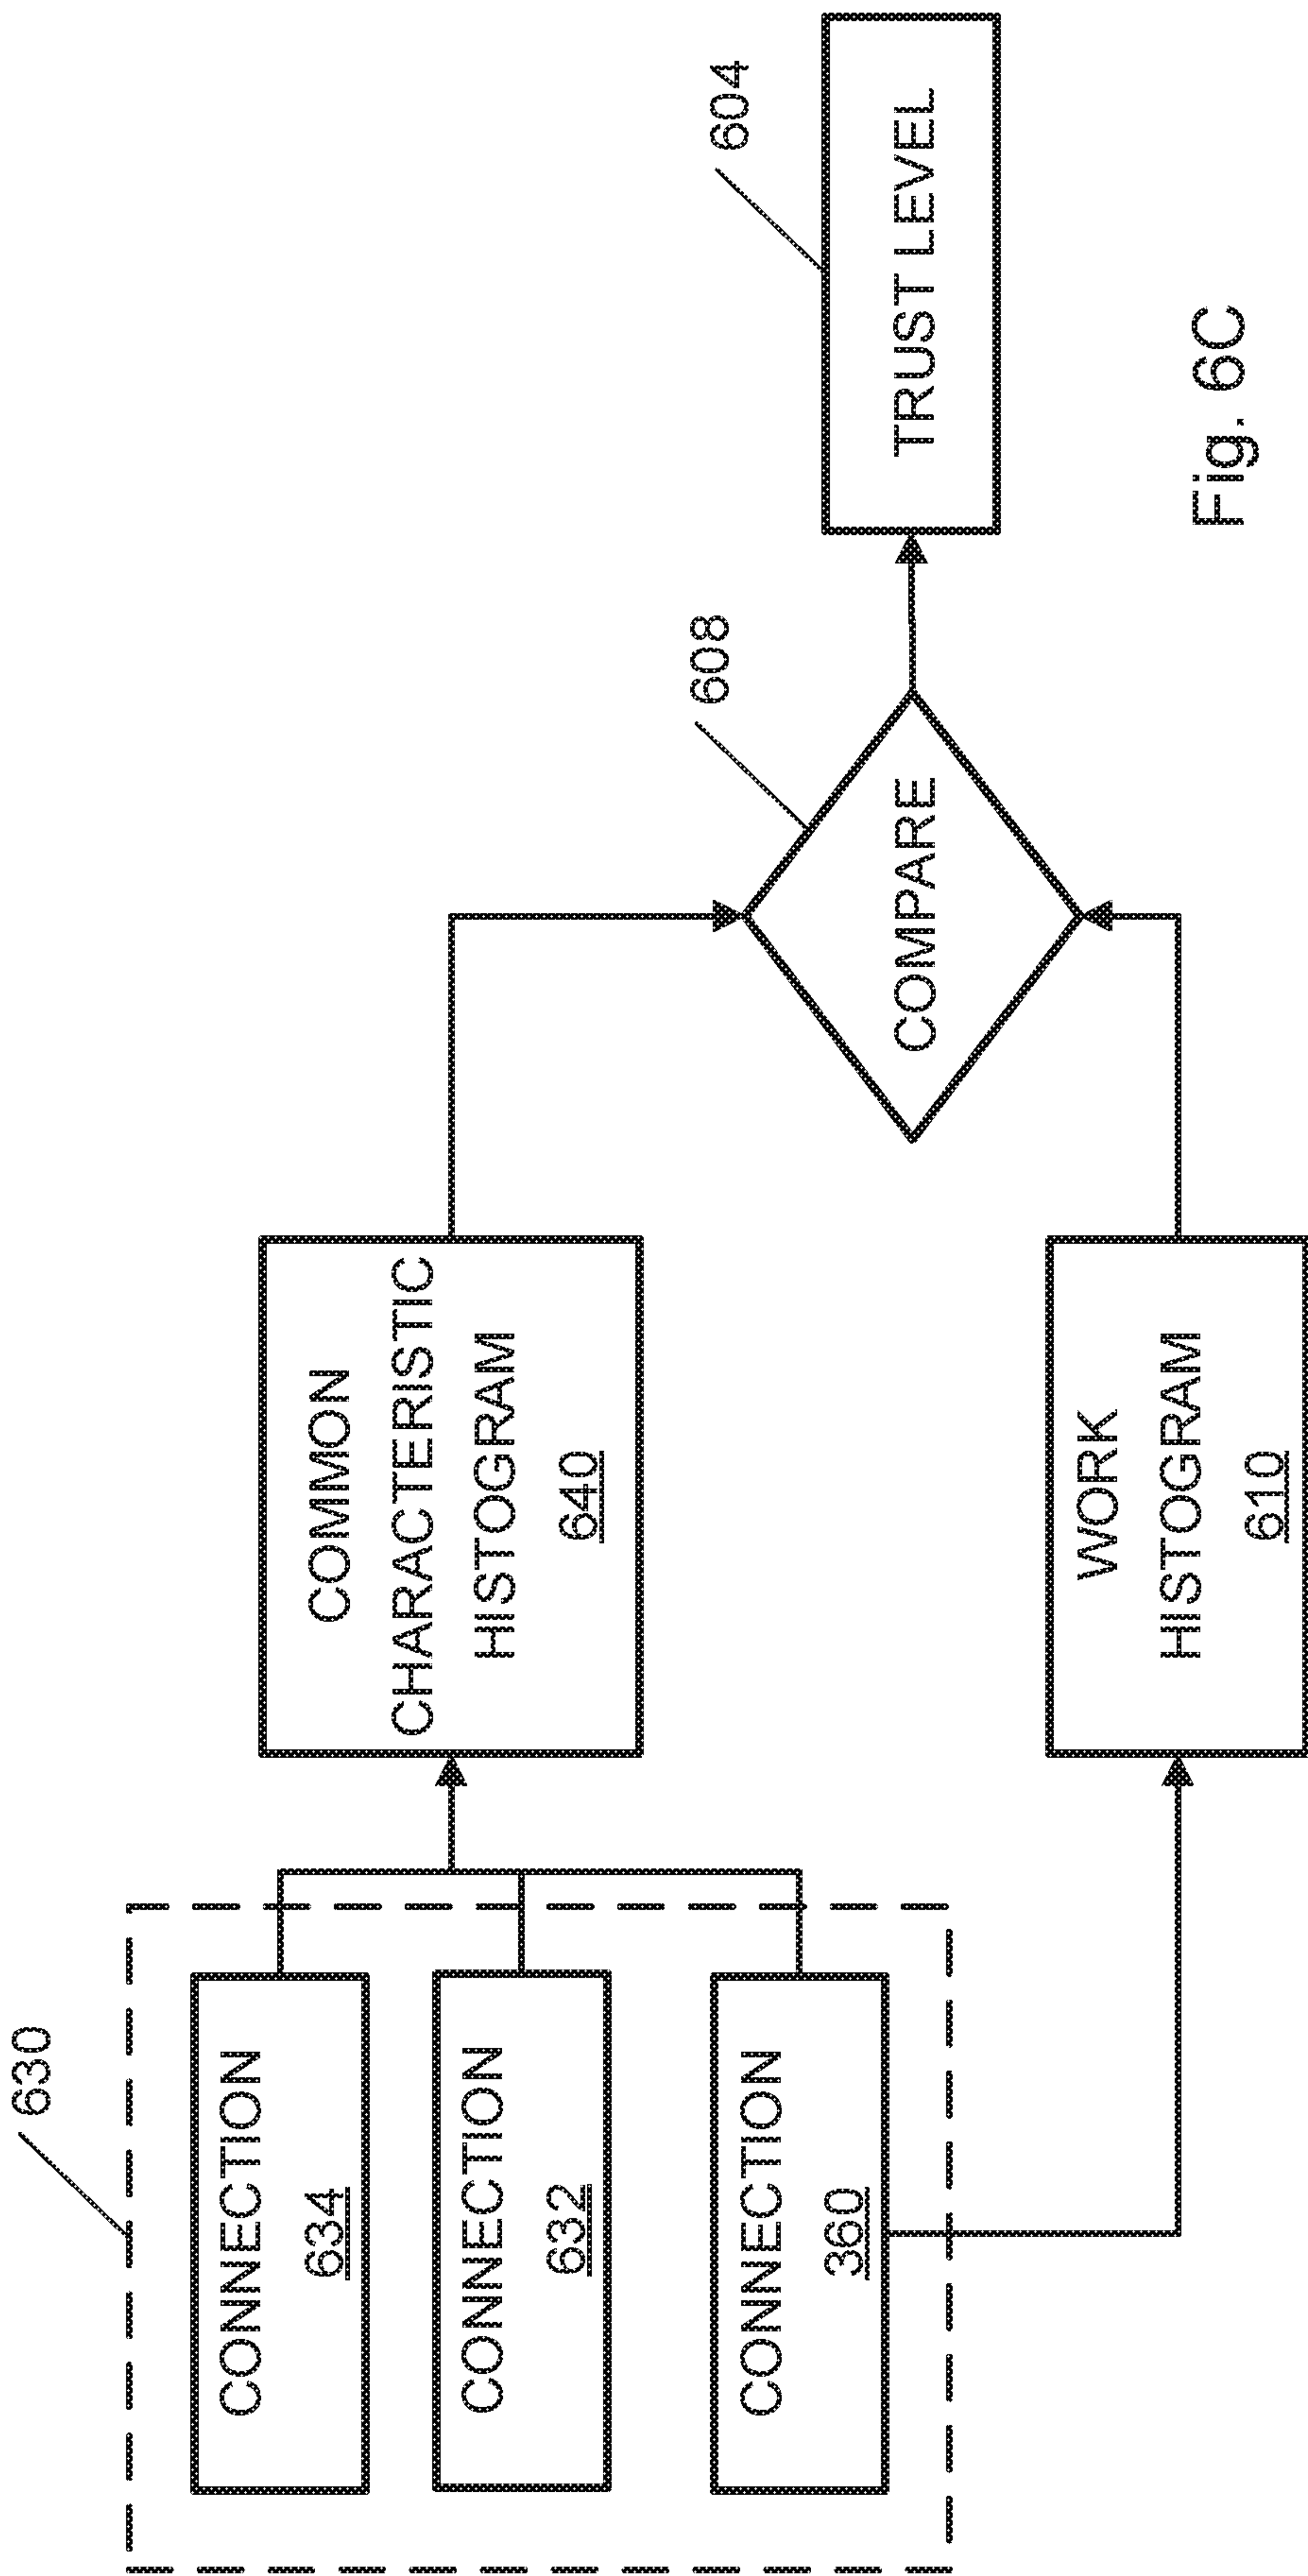 630
CONNECTION
634
CONNECTION
632
CONNECTION
360
COMMON
CHARACTERISTIC
HISTOGRAM
640
WORK
HISTOGRAM
610
608
COMPARE
604
TRUST LEVEL
Fig. 6C